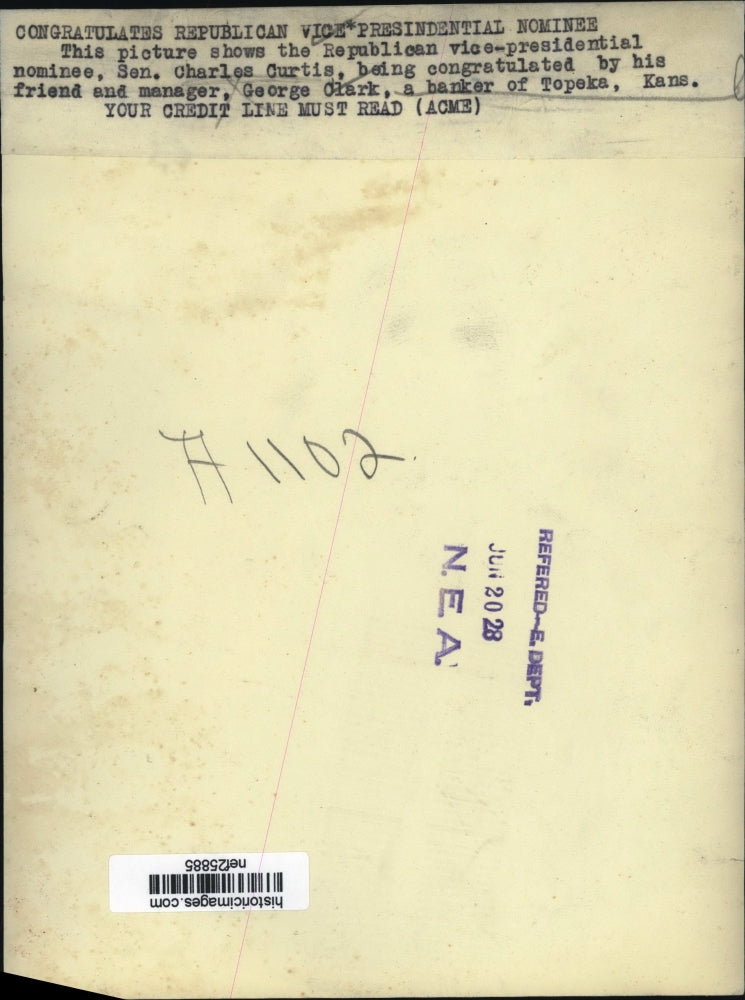 CONGRATULATES REPUBLICAN VICE*PRESINDENTIAL NOMINEE
This picture shows the Republican vice-presidential
nominee, Sen. Charles Curtis, being congratulated by his
friend and manager, George Clark, a banker of Topeka, Kans.
YOUR CREDIT LINE MUST READ (ACME)
A 1102
REFERED--E. DEPT.
JUN 20 28
N. E. A.
historicimages.com
nef25885